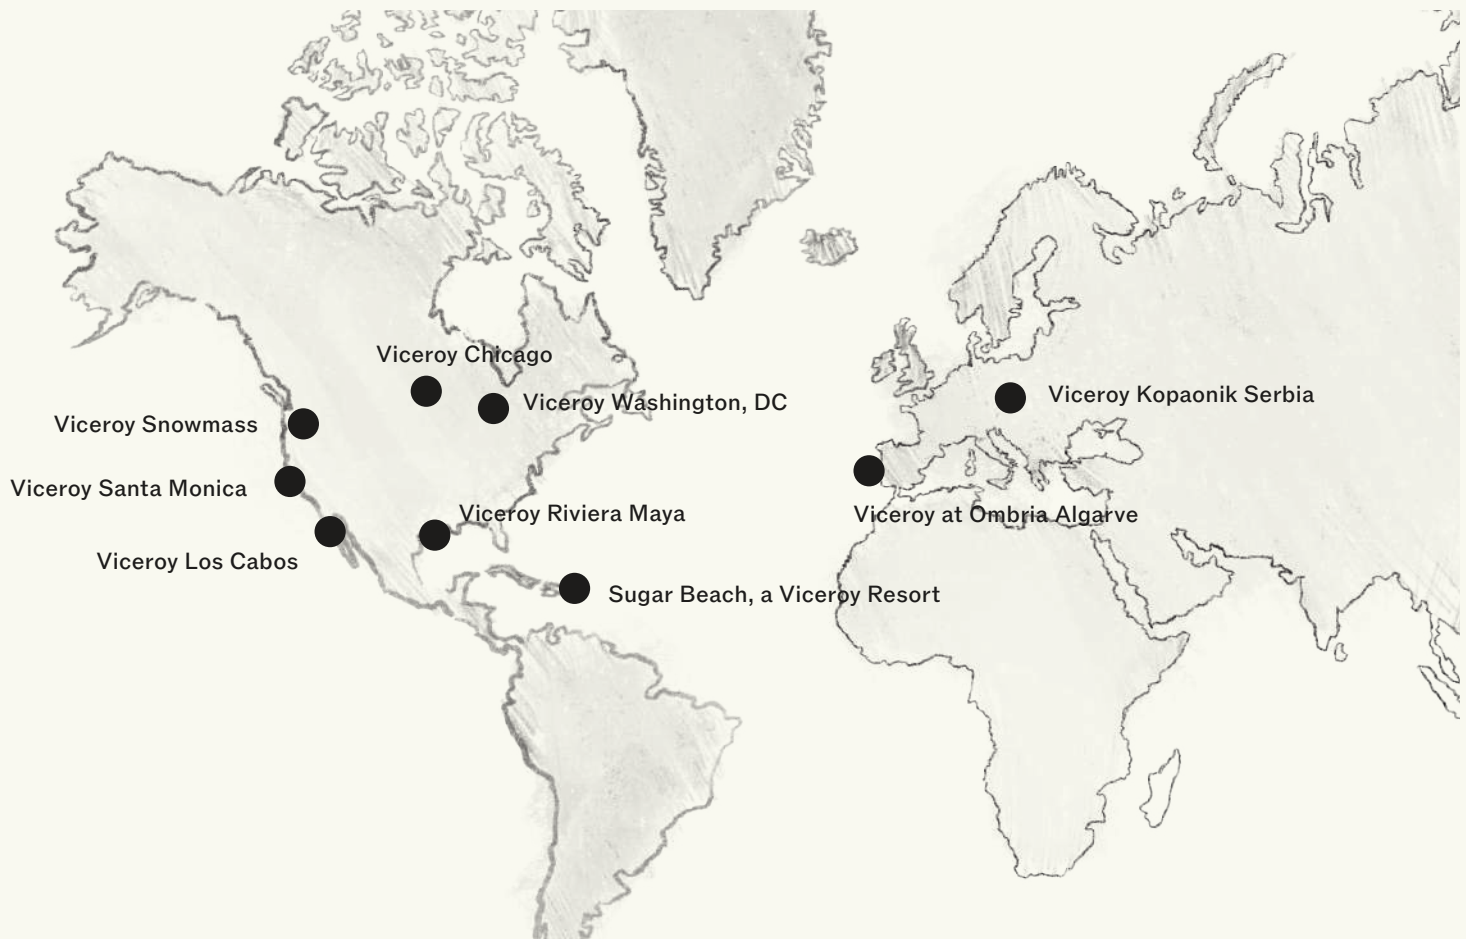 Viceroy Chicago
Viceroy Kopaonik Serbia
Viceroy Washington, DC
Viceroy Snowmass
Viceroy Santa Monica
Viceroy Riviera Maya
Viceroy at Ombria Algarve
Viceroy Los Cabos
Sugar Beach, a Viceroy Resort